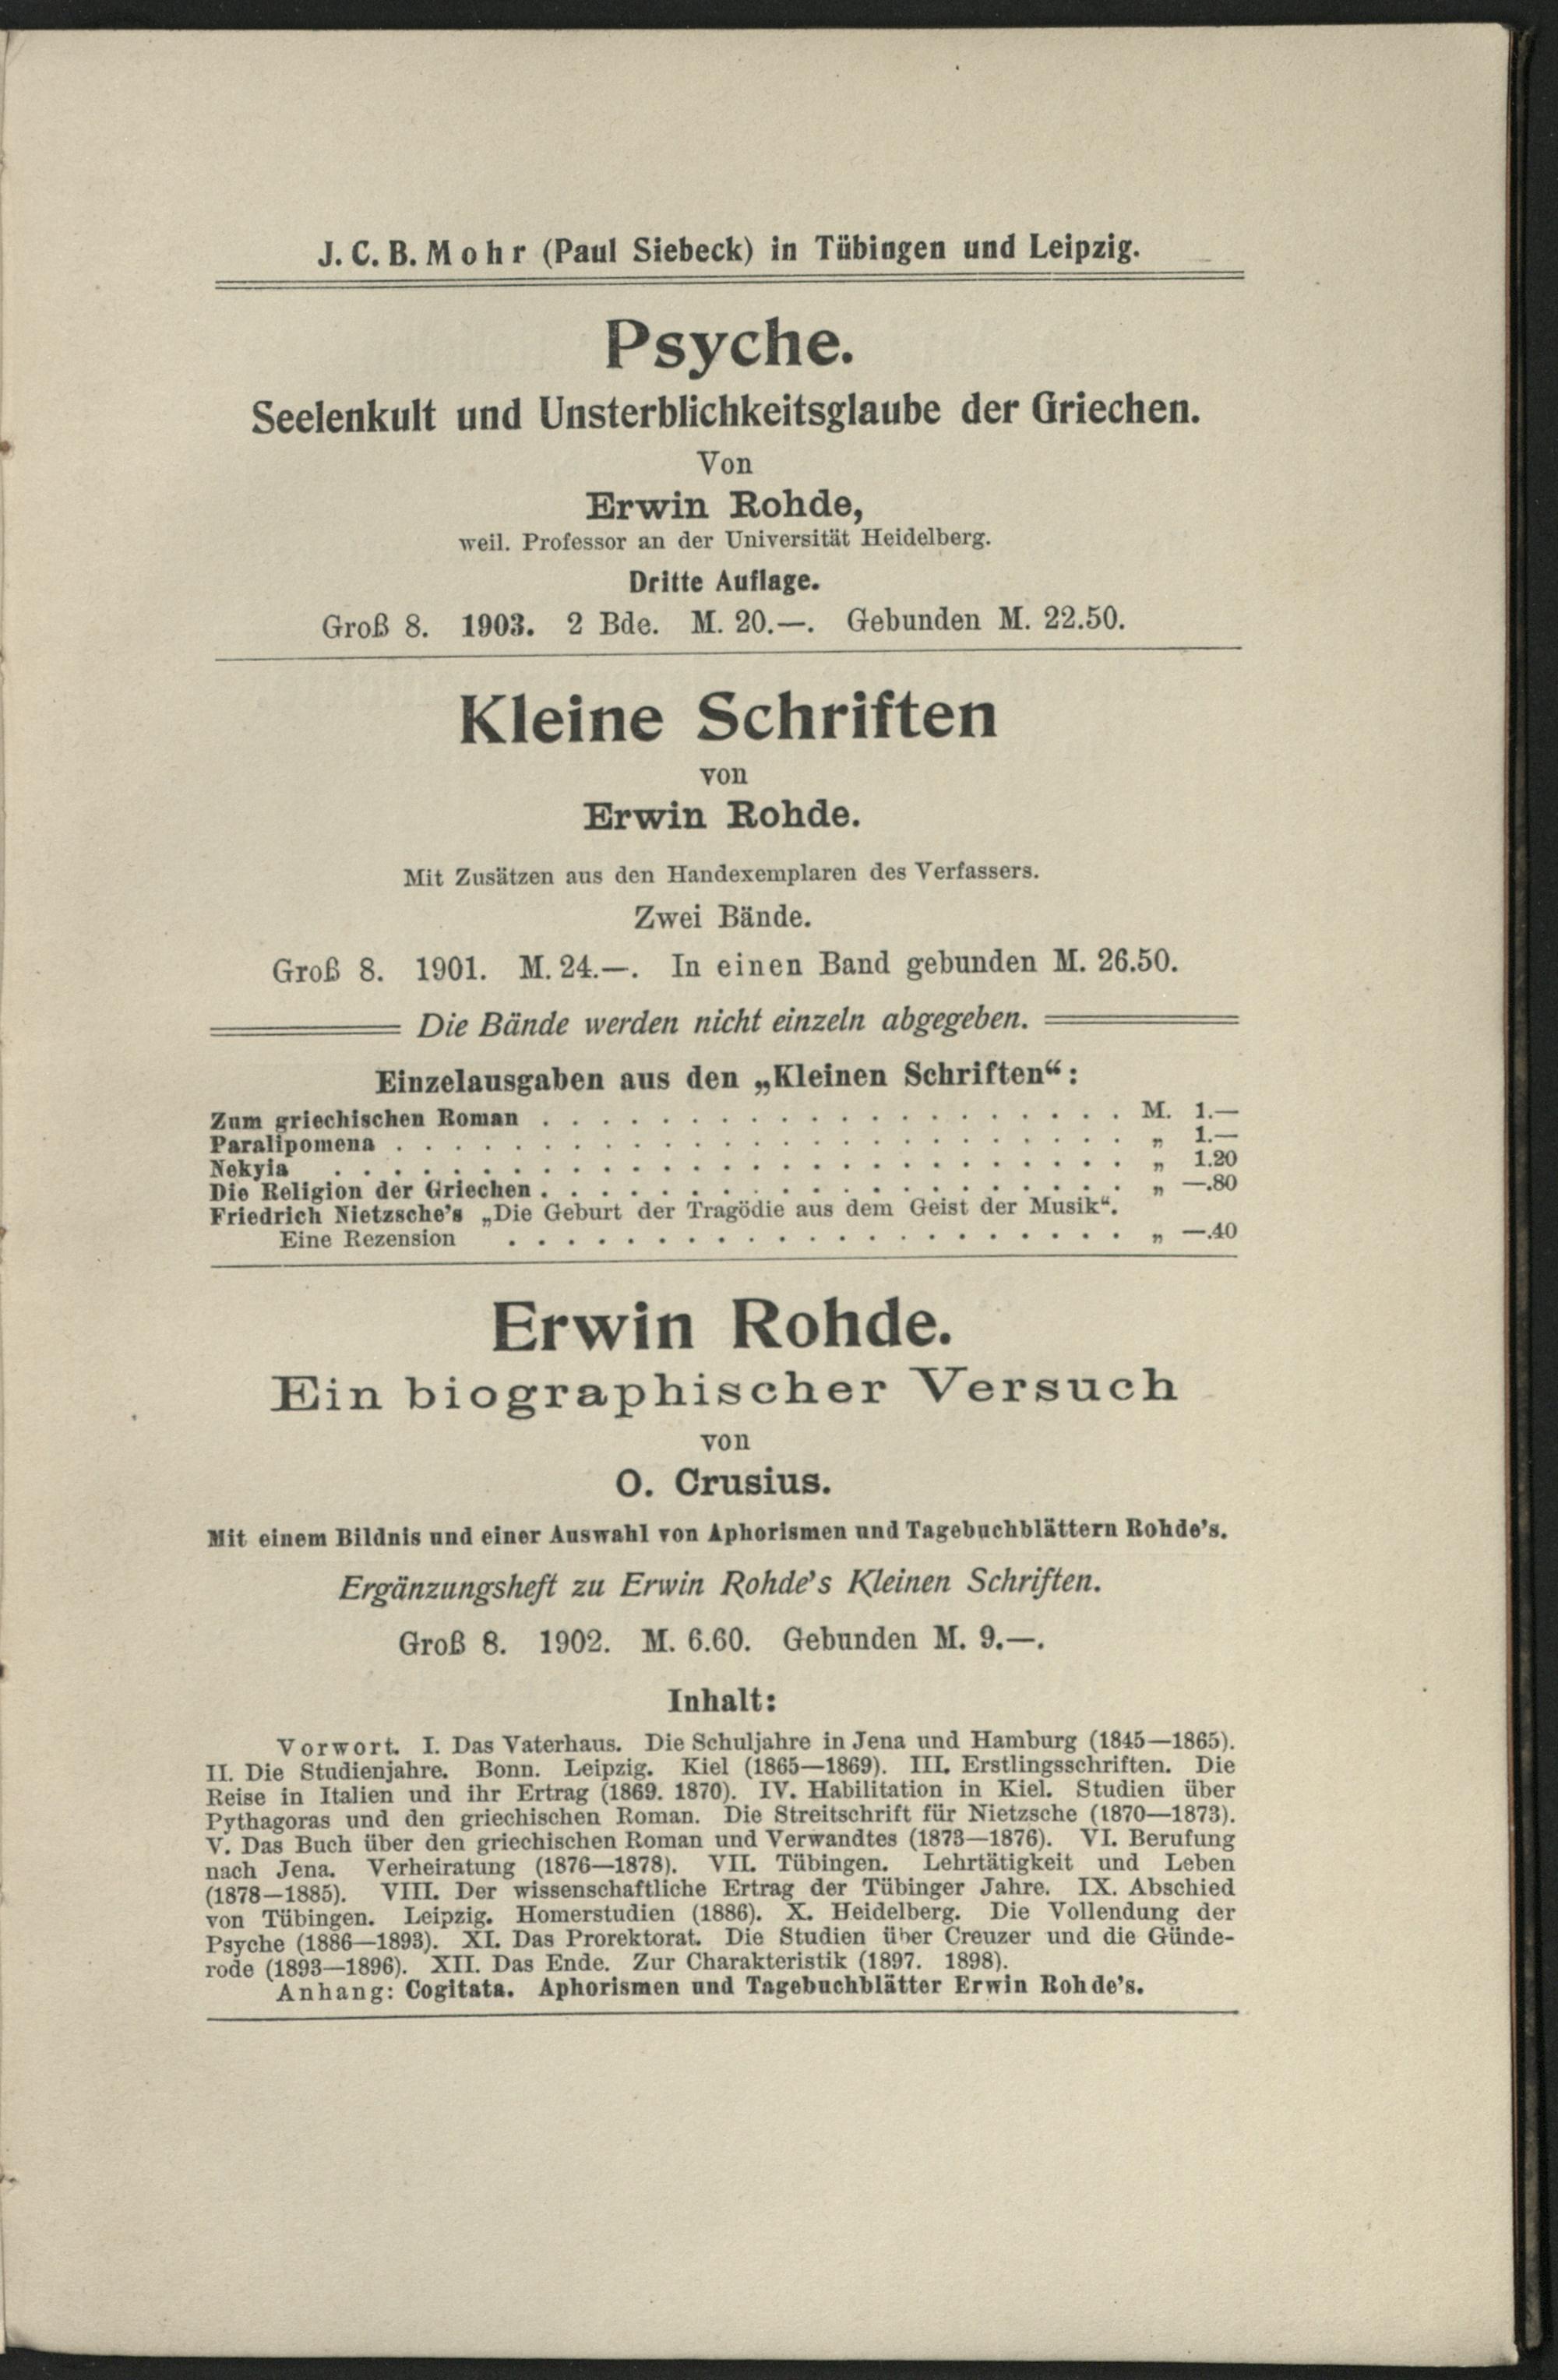 J. C. B. Mohr (Paul Siebeck) in Tübingen und Leipzig.
Psyche.
Seelenkult und Unsterblichkeitsglaube der Griechen.
Von
Erwin Rohde,
weil. Professor an der Universität Heidelberg.
Dritte Auflage.
Groß 8. 1903. 2 Bde. M. 20.—. Gebunden M. 22.50.
Kleine Schriften
von
Erwin Rohde.
Mit Zusätzen aus den Handexemplaren des Verfassers.
Zwei Bände.
Groß 8. 1901. M. 24.—. In einen Band gebunden M. 26.50.
Die Bände werden nicht einzeln abgegeben.
Einzelausgaben aus den „Kleinen Schriften“:
Zum griechischen Roman . . . . . . . . . . . . . . . . . . . . M. 1.—
Paralipomena . . . . . . . . . . . . . . . . . . . . . . . . . „ 1.—
Nekyia . . . . . . . . . . . . . . . . . . . . . . . . . . . „ 1.20
Die Religion der Griechen . . . . . . . . . . . . . . . . . . . . „ —.80
Friedrich Nietzsche's „Die Geburt der Tragödie aus dem Geist der Musik“.
Eine Rezension . . . . . . . . . . . . . . . . . . . . . „ —.40
Erwin Rohde.
Ein biographischer Versuch
von
O. Crusius.
Mit einem Bildnis und einer Auswahl von Aphorismen und Tagebuchblättern Rohde's.
Ergänzungsheft zu Erwin Rohde's Kleinen Schriften.
Groß 8. 1902. M. 6.60. Gebunden M. 9.—.
Inhalt:
Vorwort. I. Das Vaterhaus. Die Schuljahre in Jena und Hamburg (1845—1865).
II. Die Studienjahre. Bonn. Leipzig. Kiel (1865—1869). III. Erstlingsschriften. Die
Reise in Italien und ihr Ertrag (1869. 1870). IV. Habilitation in Kiel. Studien über
Pythagoras und den griechischen Roman. Die Streitschrift für Nietzsche (1870—1873).
V. Das Buch über den griechischen Roman und Verwandtes (1873—1876). VI. Berufung
nach Jena. Verheiratung (1876—1878). VII. Tübingen. Lehrtätigkeit und Leben
(1878—1885). VIII. Der wissenschaftliche Ertrag der Tübinger Jahre. IX. Abschied
von Tübingen. Leipzig. Homerstudien (1886). X. Heidelberg. Die Vollendung der
Psyche (1886—1893). XI. Das Prorektorat. Die Studien über Creuzer und die Günde-
rode (1893—1896). XII. Das Ende. Zur Charakteristik (1897. 1898).
Anhang: Cogitata. Aphorismen und Tagebuchblätter Erwin Rohde's.